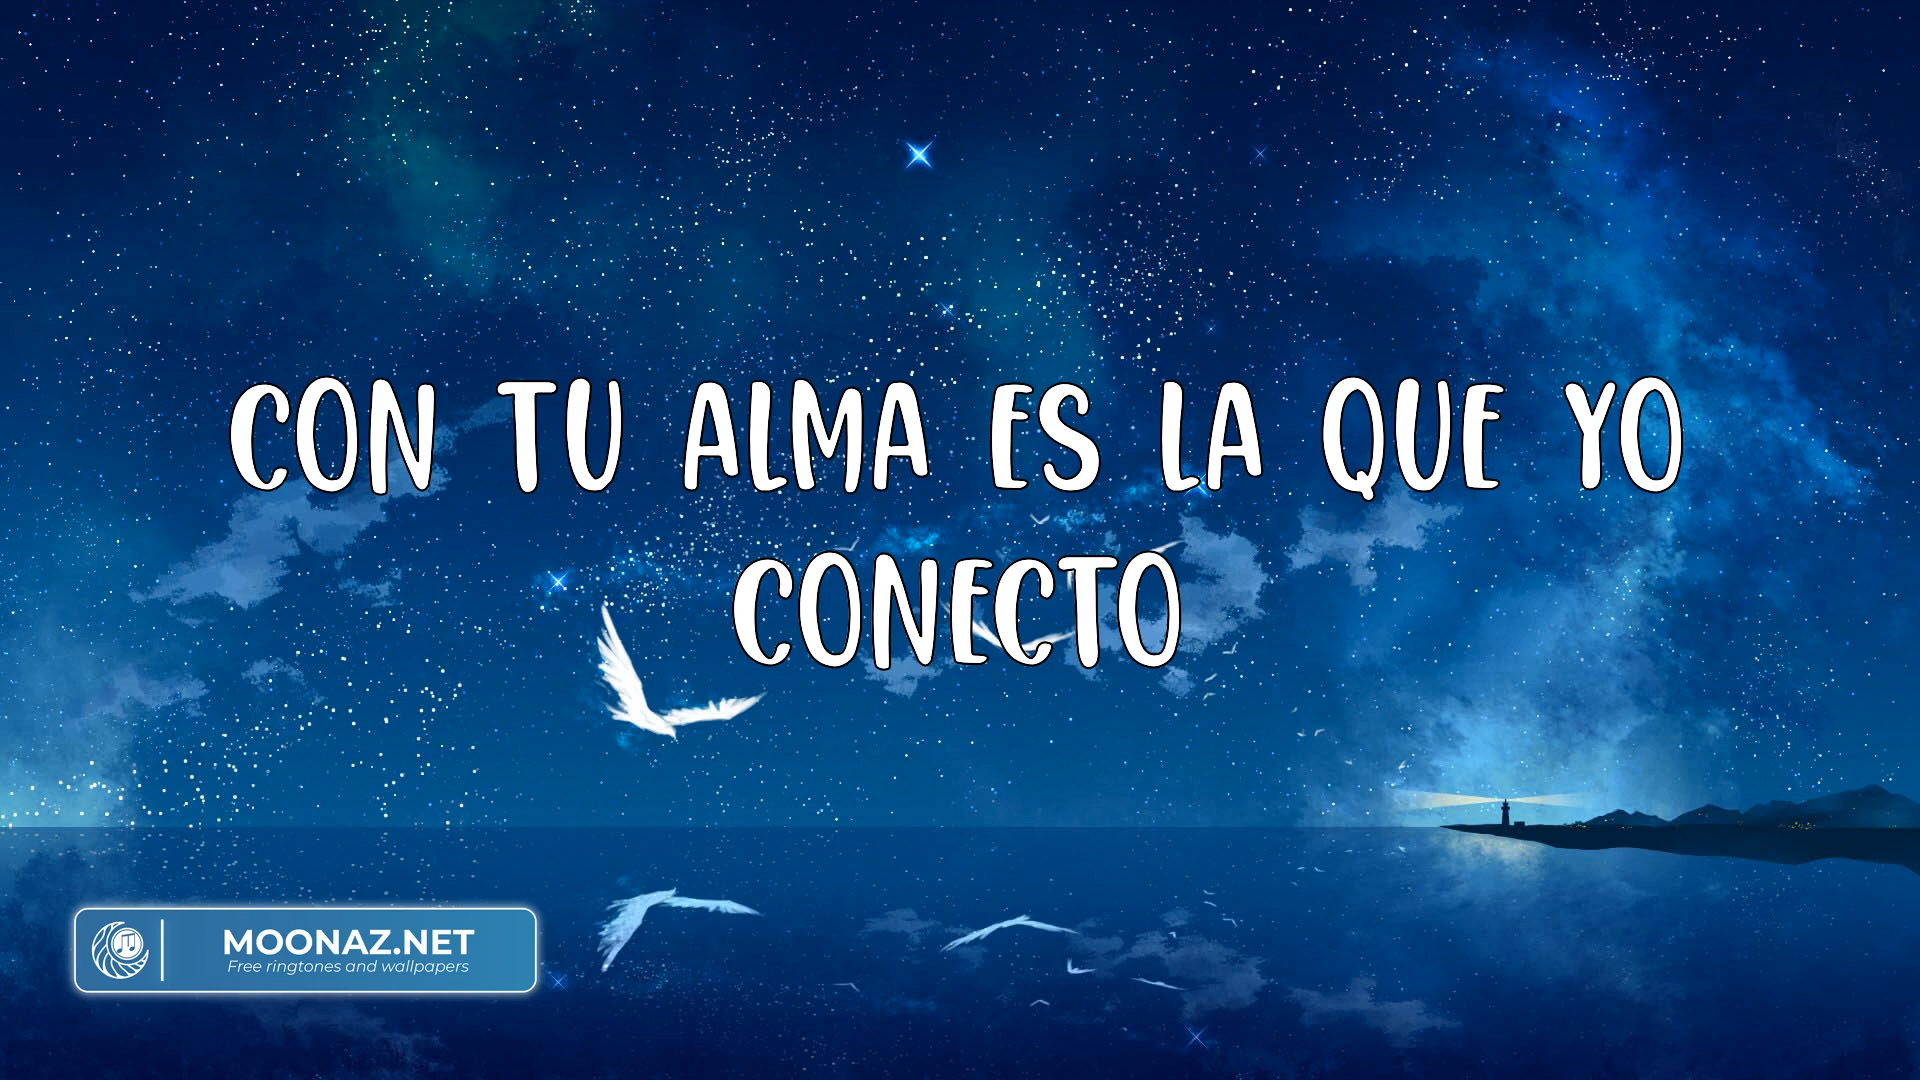 CON TU ALMA ES LA QUE YO
CONECTO
MOONAZ.NET
Free ringtones and wallpapers